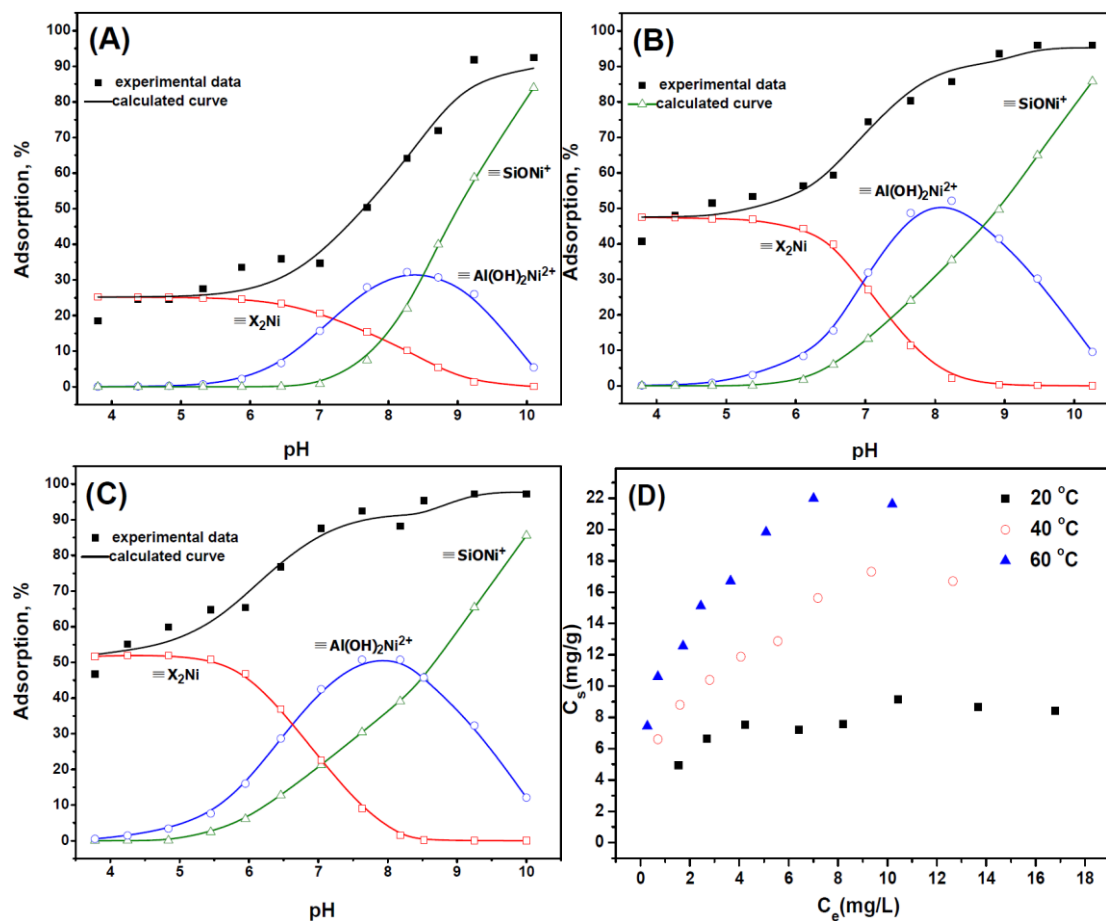 (A)
experimental data
calculated curve
≡SiONi⁺
≡Al(OH)₂Ni²⁺
≡X₂Ni
Adsorption, %
100
90
80
70
60
50
40
30
20
10
0
4 5 6 7 8 9 10
pH
(B)
experimental data
calculated curve
≡SiONi⁺
≡Al(OH)₂Ni²⁺
≡X₂Ni
Adsorption, %
100
90
80
70
60
50
40
30
20
10
0
4 5 6 7 8 9 10
pH
(C)
experimental data
calculated curve
≡SiONi⁺
≡Al(OH)₂Ni²⁺
≡X₂Ni
Adsorption, %
100
90
80
70
60
50
40
30
20
10
0
4 5 6 7 8 9 10
pH
(D)
20 °C
40 °C
60 °C
Cₛ(mg/g)
22
20
18
16
14
12
10
8
6
4
2
0
0 2 4 6 8 10 12 14 16 18
Cₑ(mg/L)